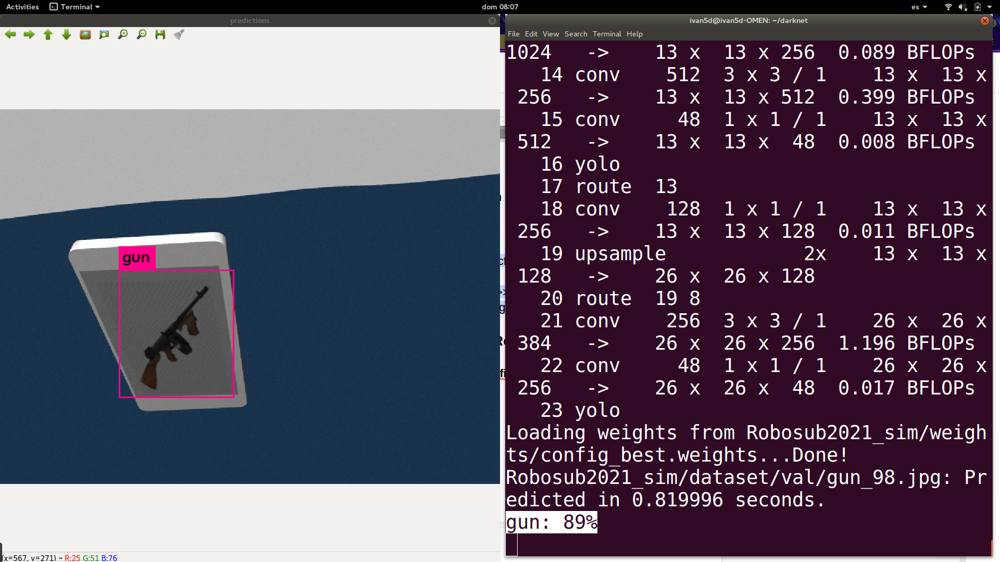 Activities Terminal dom 08:07 es
predictions
gun
(x=567, y=271) ~ R:25 G:51 B:76
ivan5d@ivan5d-OMEN: ~/darknet
File Edit View Search Terminal Help
1024 -> 13 x 13 x 256 0.089 BFLOPs
14 conv 512 3 x 3 / 1 13 x 13 x
256 -> 13 x 13 x 512 0.399 BFLOPs
15 conv 48 1 x 1 / 1 13 x 13 x
512 -> 13 x 13 x 48 0.008 BFLOPs
16 yolo
17 route 13
18 conv 128 1 x 1 / 1 13 x 13 x
256 -> 13 x 13 x 128 0.011 BFLOPs
19 upsample 2x 13 x 13 x
128 -> 26 x 26 x 128
20 route 19 8
21 conv 256 3 x 3 / 1 26 x 26 x
384 -> 26 x 26 x 256 1.196 BFLOPs
22 conv 48 1 x 1 / 1 26 x 26 x
256 -> 26 x 26 x 48 0.017 BFLOPs
23 yolo
Loading weights from Robosub2021_sim/weigh
ts/config_best.weights...Done!
Robosub2021_sim/dataset/val/gun_98.jpg: Pr
edicted in 0.819996 seconds.
gun: 89%